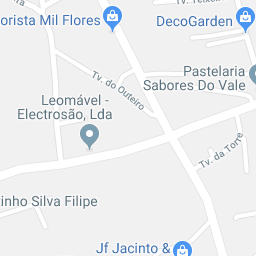 orista Mil Flores
DecoGarden
Tv. do Outeiro
Pastelaria
Sabores Do Vale
Leomável -
Electrosão, Lda
Tv. da Torre
tinho Silva Filipe
Jf Jacinto &